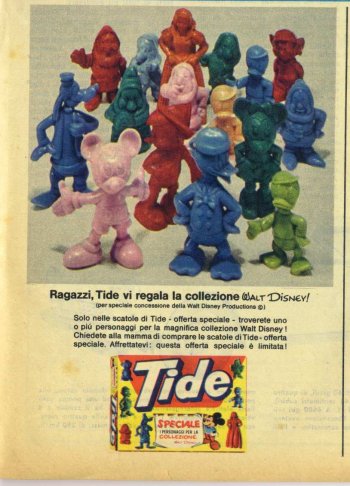 Ragazzi, Tide vi regala la collezione WALT DISNEY!
(per speciale concessione della Walt Disney Productions ©)
Solo nelle scatole di Tide - offerta speciale - troverete uno
o più personaggi per la magnifica collezione Walt Disney!
Chiedete alla mamma di comprare le scatole di Tide - offerta
speciale. Affrettatevi: questa offerta speciale è limitata!
Tide
SPECIALE
I PERSONAGGI PER LA
COLLEZIONE
WALT DISNEY